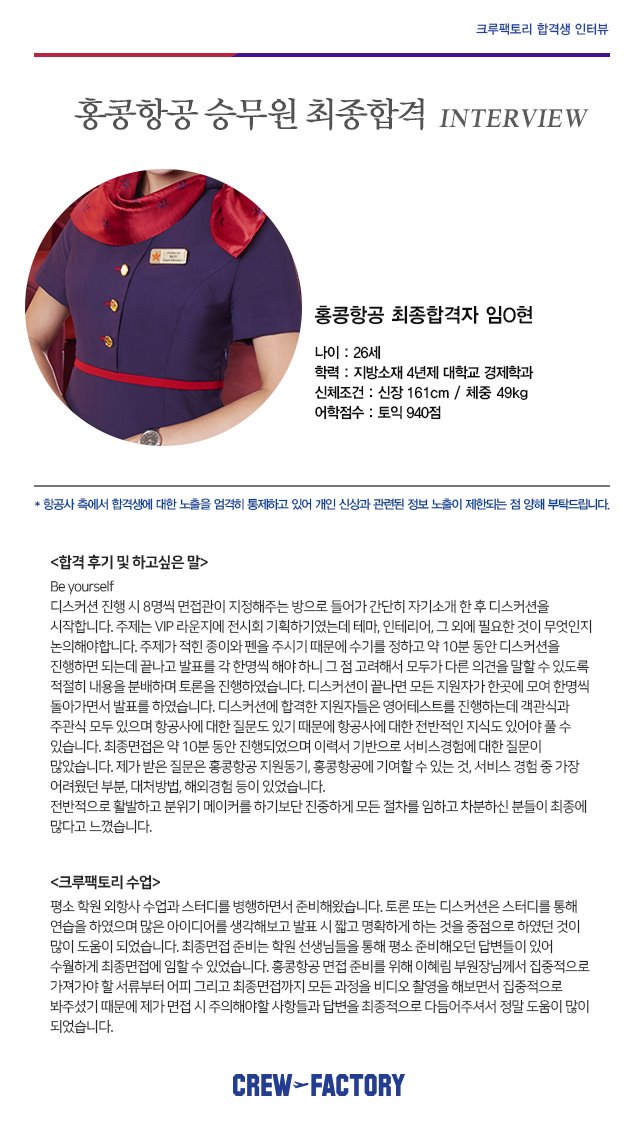 크루팩토리 합격생 인터뷰
홍콩항공 승무원 최종합격 INTERVIEW
홍콩항공 최종합격자 임O현
나이 : 26세
학력 : 지방소재 4년제 대학교 경제학과
신체조건 : 신장 161cm / 체중 49kg
어학점수 : 토익 940점
* 항공사 측에서 합격생에 대한 노출을 엄격히 통제하고 있어 개인 신상과 관련된 정보 노출이 제한되는 점 양해 부탁드립니다.
<합격 후기 및 하고싶은 말>
Be yourself
디스커션 진행 시 8명씩 면접관이 지정해주는 방으로 들어가 간단히 자기소개 한 후 디스커션을
시작합니다. 주제는 VIP 라운지에 전시회 기획하기였는데 테마, 인테리어, 그 외에 필요한 것이 무엇인지
논의해야합니다. 주제가 적힌 종이와 펜을 주시기 때문에 수기를 정하고 약 10분 동안 디스커션을
진행하면 되는데 끝나고 발표를 각 한명씩 해야 하니 그 점 고려해서 모두가 다른 의견을 말할 수 있도록
적절히 내용을 분배하며 토론을 진행하였습니다. 디스커션이 끝나면 모든 지원자가 한곳에 모여 한명씩
돌아가면서 발표를 하였습니다. 디스커션에 합격한 지원자들은 영어테스트를 진행하는데 객관식과
주관식 모두 있으며 항공사에 대한 질문도 있기 때문에 항공사에 대한 전반적인 지식도 있어야 풀 수
있습니다. 최종면접은 약 10분 동안 진행되었으며 이력서 기반으로 서비스경험에 대한 질문이
많았습니다. 제가 받은 질문은 홍콩항공 지원동기, 홍콩항공에 기여할 수 있는 것, 서비스 경험 중 가장
어려웠던 부분, 대처방법, 해외경험 등이 있었습니다.
전반적으로 활발하고 분위기 메이커를 하기보단 진중하게 모든 절차를 임하고 차분하신 분들이 최종에
많다고 느꼈습니다.
<크루팩토리 수업>
평소 학원 외항사 수업과 스터디를 병행하면서 준비해왔습니다. 토론 또는 디스커션은 스터디를 통해
연습을 하였으며 많은 아이디어를 생각해보고 발표 시 짧고 명확하게 하는 것을 중점으로 하였던 것이
많이 도움이 되었습니다. 최종면접 준비는 학원 선생님들을 통해 평소 준비해오던 답변들이 있어
수월하게 최종면접에 임할 수 있었습니다. 홍콩항공 면접 준비를 위해 이혜림 부원장님께서 집중적으로
가져가야 할 서류부터 어피 그리고 최종면접까지 모든 과정을 비디오 촬영을 해보면서 집중적으로
봐주셨기 때문에 제가 면접 시 주의해야할 사항들과 답변을 최종적으로 다듬어주셔서 정말 도움이 많이
되었습니다.
CREW FACTORY